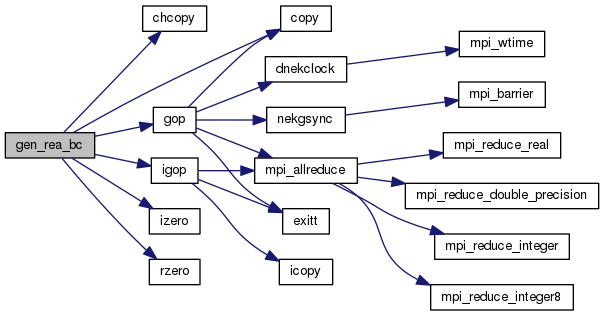 gen_rea_bc
chcopy
copy
gop
igop
izero
rzero
dnekclock
nekgsync
mpi_allreduce
exitt
icopy
mpi_wtime
mpi_barrier
mpi_reduce_real
mpi_reduce_double_precision
mpi_reduce_integer
mpi_reduce_integer8